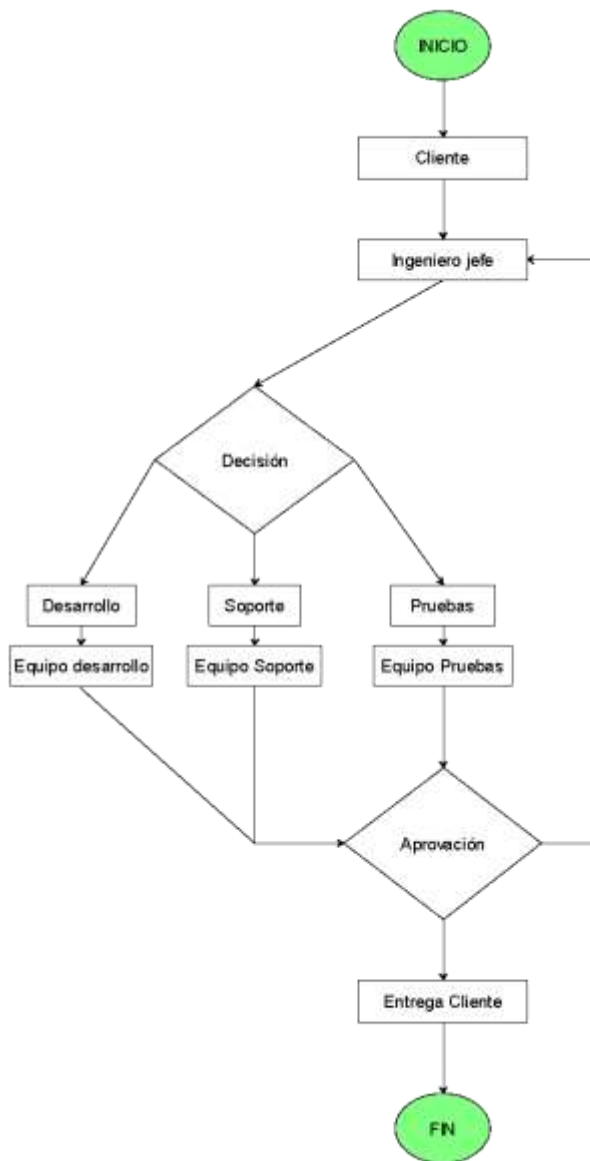 INICIO
Cliente
Ingeniero jefe
Decisión
Desarrollo
Soporte
Pruebas
Equipo desarrollo
Equipo Soporte
Equipo Pruebas
Aprovación
Entrega Cliente
FIN